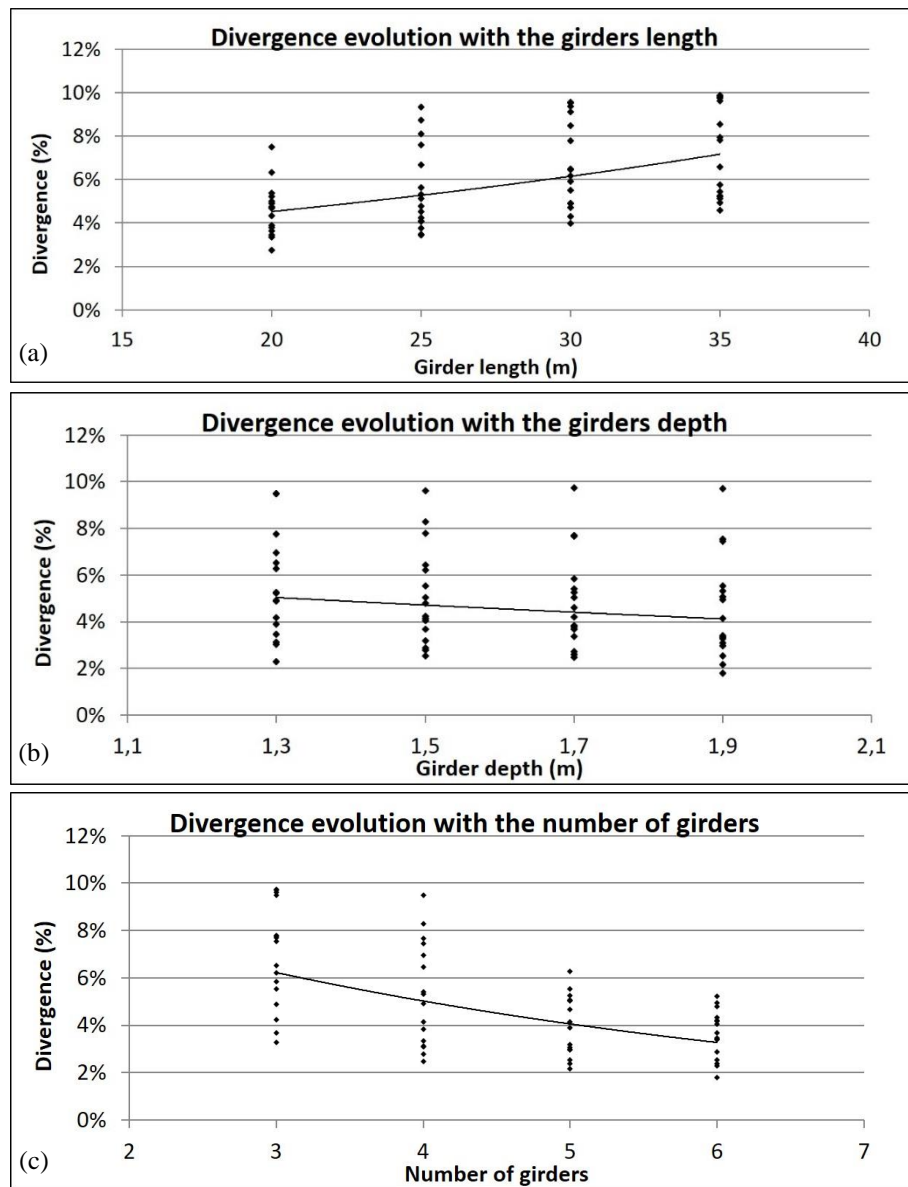 Divergence evolution with the girders length
12%
10%
8%
6%
4%
2%
0%
Divergence (%)
15 20 25 30 35 40
Girder length (m)
(a)
Divergence evolution with the girders depth
12%
10%
8%
6%
4%
2%
0%
Divergence (%)
1,1 1,3 1,5 1,7 1,9 2,1
Girder depth (m)
(b)
Divergence evolution with the number of girders
12%
10%
8%
6%
4%
2%
0%
Divergence (%)
2 3 4 5 6 7
Number of girders
(c)